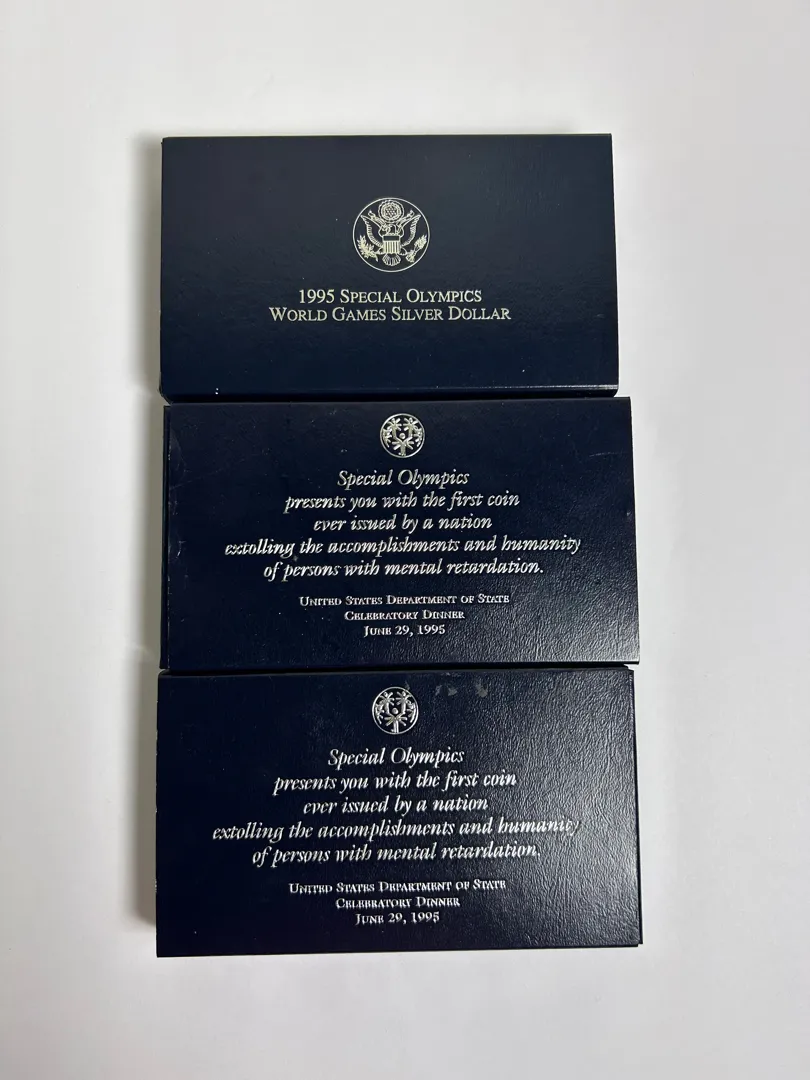 1995 SPECIAL OLYMPICS
WORLD GAMES SILVER DOLLAR
Special Olympics
presents you with the first coin
ever issued by a nation
extolling the accomplishments and humanity
of persons with mental retardation.
UNITED STATES DEPARTMENT OF STATE
CELEBRATORY DINNER
JUNE 29, 1995
Special Olympics
presents you with the first coin
ever issued by a nation
extolling the accomplishments and humanity
of persons with mental retardation.
UNITED STATES DEPARTMENT OF STATE
CELEBRATORY DINNER
JUNE 29, 1995